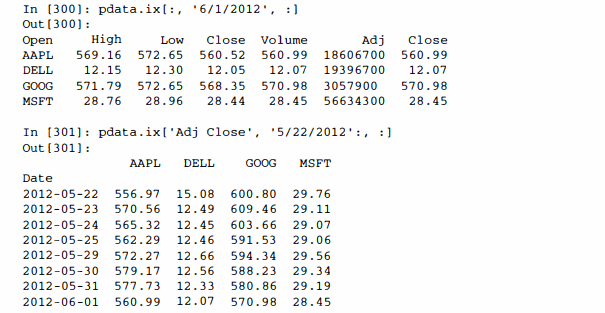 In [300]: pdata.ix[:, '6/1/2012', :]
Out[300]:
Open High Low Close Volume Adj Close
AAPL 569.16 572.65 560.52 560.99 18606700 560.99
DELL 12.15 12.30 12.05 12.07 19396700 12.07
GOOG 571.79 572.65 568.35 570.98 3057900 570.98
MSFT 28.76 28.96 28.44 28.45 56634300 28.45
In [301]: pdata.ix['Adj Close', '5/22/2012':, :]
Out[301]:
AAPL DELL GOOG MSFT
Date
2012-05-22 556.97 15.08 600.80 29.76
2012-05-23 570.56 12.49 609.46 29.11
2012-05-24 565.32 12.45 603.66 29.07
2012-05-25 562.29 12.46 591.53 29.06
2012-05-29 572.27 12.66 594.34 29.56
2012-05-30 579.17 12.56 588.23 29.34
2012-05-31 577.73 12.33 580.86 29.19
2012-06-01 560.99 12.07 570.98 28.45